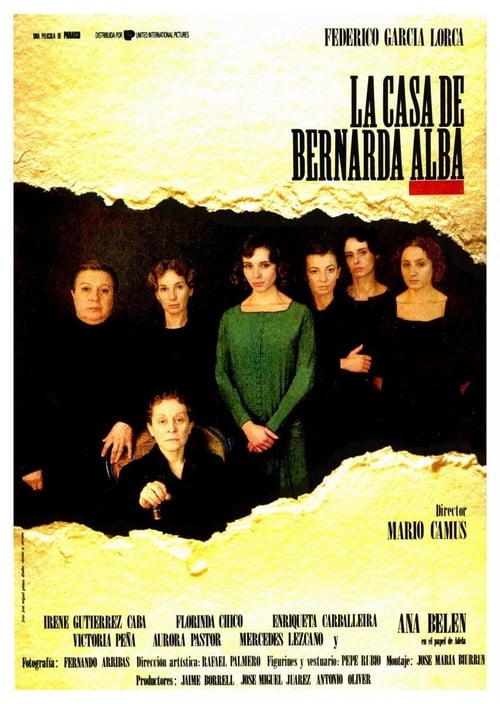 UNA PELICULA DE PARAISO
DISTRIBUIDA POR UNITED INTERNATIONAL PICTURES
FEDERICO GARCIA LORCA
LA CASA DE
BERNARDA ALBA
Director
MARIO CAMUS
IRENE GUTIERREZ CABA FLORINDA CHICO ENRIQUETA CARBALLEIRA
VICTORIA PEÑA AURORA PASTOR MERCEDES LEZCANO y
ANA BELEN
en el papel de Adela
Fotografía: FERNANDO ARRIBAS Dirección artística: RAFAEL PALMERO Figurines y vestuario: PEPE RUBIO Montaje: JOSE MARIA BIURRUN
Productores: JAIME BORRELL JOSE MIGUEL JUAREZ ANTONIO OLIVER